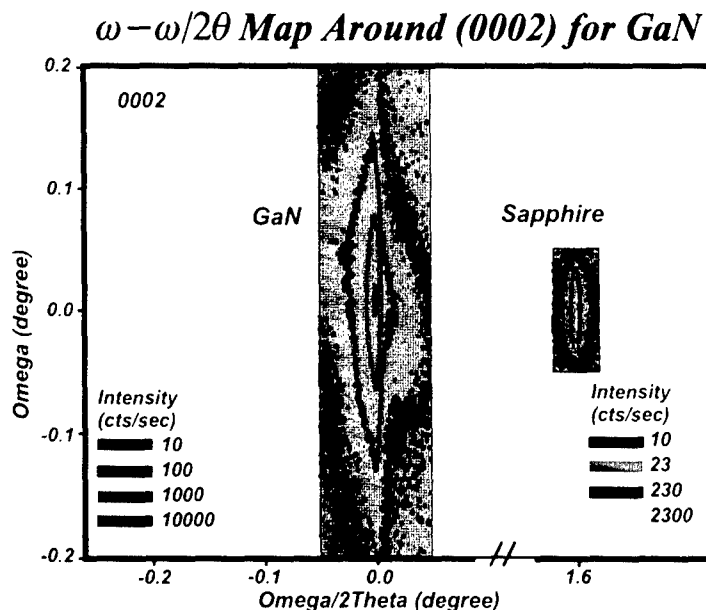 ω−ω/2θ Map Around (0002) for GaN
0.2
0002
0.1
GaN
Sapphire
Omega (degree)
0.0
Intensity
(cts/sec)
10
100
1000
10000
Intensity
(cts/sec)
10
23
230
2300
-0.1
-0.2
-0.2
-0.1
0.0
1.6
Omega/2Theta (degree)